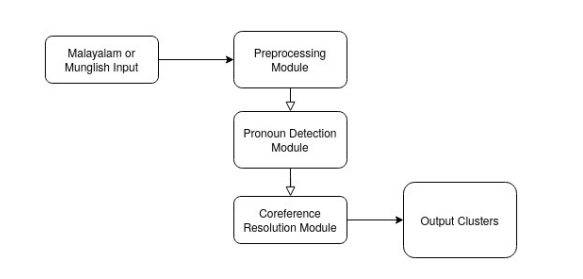 Malayalam or
Munglish Input
Preprocessing
Module
Pronoun Detection
Module
Coreference
Resolution Module
Output Clusters